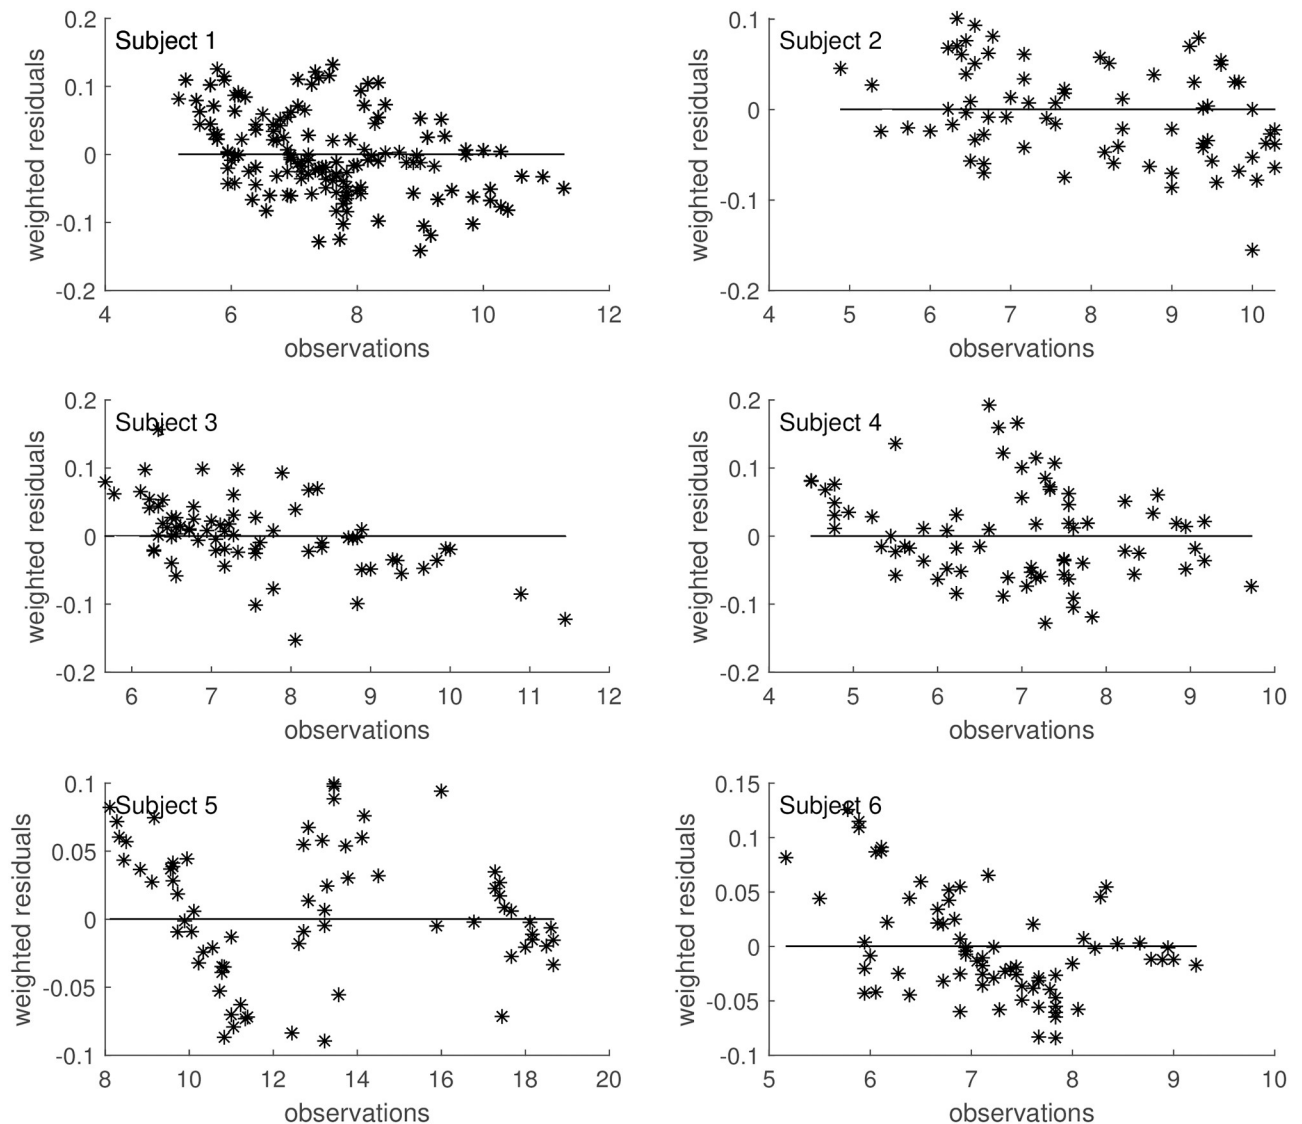 Subject 1
weighted residuals
0.2
0.1
0
-0.1
-0.2
4 6 8 10 12
observations
Subject 2
weighted residuals
0.1
0
-0.1
-0.2
4 5 6 7 8 9 10
observations
Subject 3
weighted residuals
0.2
0.1
0
-0.1
-0.2
6 7 8 9 10 11 12
observations
Subject 4
weighted residuals
0.2
0.1
0
-0.1
-0.2
4 5 6 7 8 9 10
observations
Subject 5
weighted residuals
0.1
0.05
0
-0.05
-0.1
8 10 12 14 16 18 20
observations
Subject 6
weighted residuals
0.15
0.1
0.05
0
-0.05
-0.1
5 6 7 8 9 10
observations